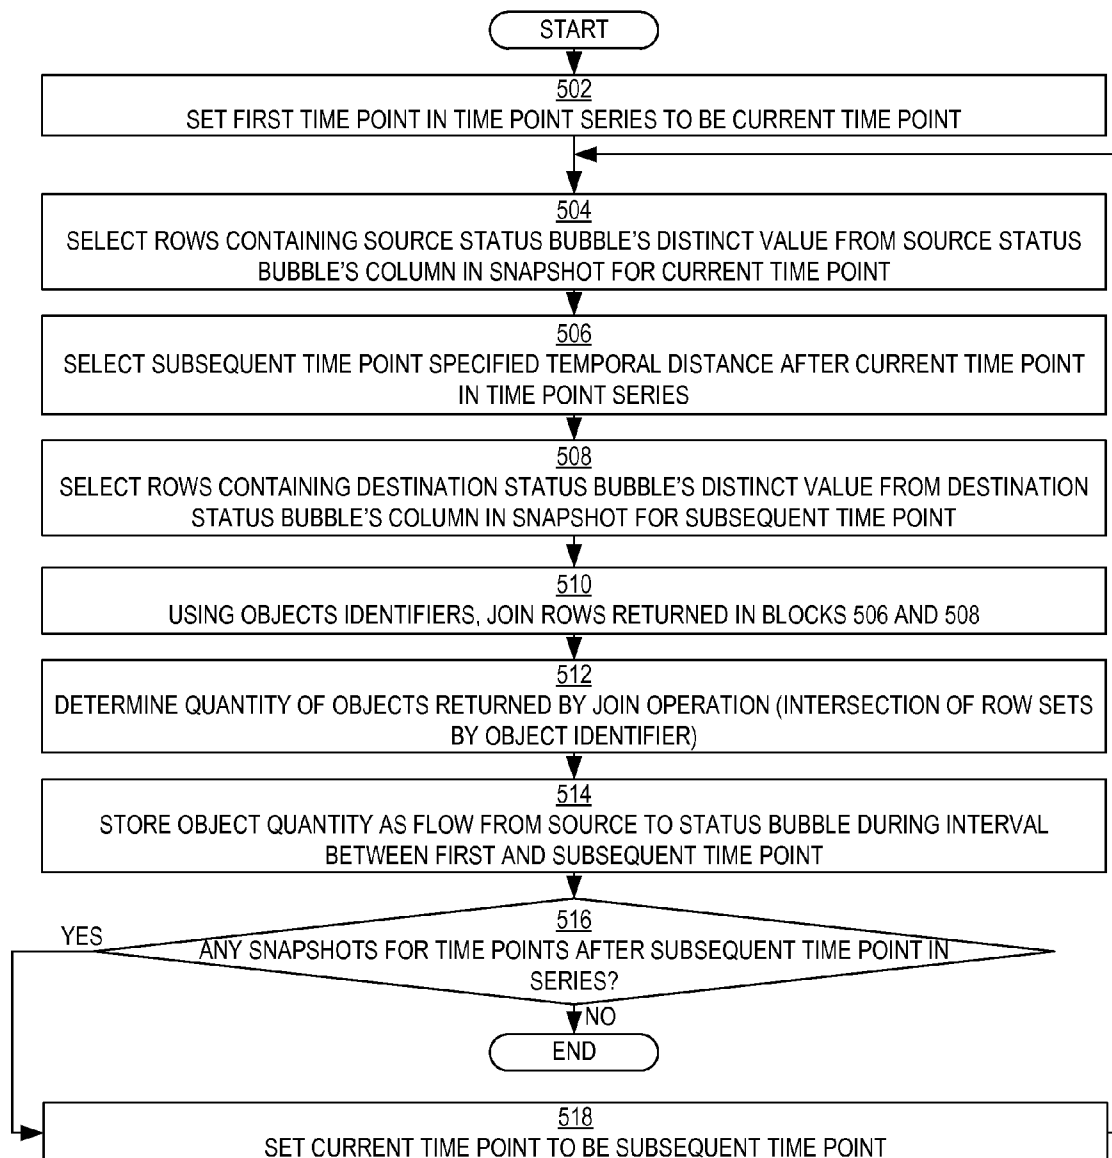 START
502
SET FIRST TIME POINT IN TIME POINT SERIES TO BE CURRENT TIME POINT
504
SELECT ROWS CONTAINING SOURCE STATUS BUBBLE'S DISTINCT VALUE FROM SOURCE STATUS
BUBBLE'S COLUMN IN SNAPSHOT FOR CURRENT TIME POINT
506
SELECT SUBSEQUENT TIME POINT SPECIFIED TEMPORAL DISTANCE AFTER CURRENT TIME POINT
IN TIME POINT SERIES
508
SELECT ROWS CONTAINING DESTINATION STATUS BUBBLE'S DISTINCT VALUE FROM DESTINATION
STATUS BUBBLE'S COLUMN IN SNAPSHOT FOR SUBSEQUENT TIME POINT
510
USING OBJECTS IDENTIFIERS, JOIN ROWS RETURNED IN BLOCKS 506 AND 508
512
DETERMINE QUANTITY OF OBJECTS RETURNED BY JOIN OPERATION (INTERSECTION OF ROW SETS
BY OBJECT IDENTIFIER)
514
STORE OBJECT QUANTITY AS FLOW FROM SOURCE TO STATUS BUBBLE DURING INTERVAL
BETWEEN FIRST AND SUBSEQUENT TIME POINT
516
YES
ANY SNAPSHOTS FOR TIME POINTS AFTER SUBSEQUENT TIME POINT IN
SERIES?
NO
END
518
SET CURRENT TIME POINT TO BE SUBSEQUENT TIME POINT